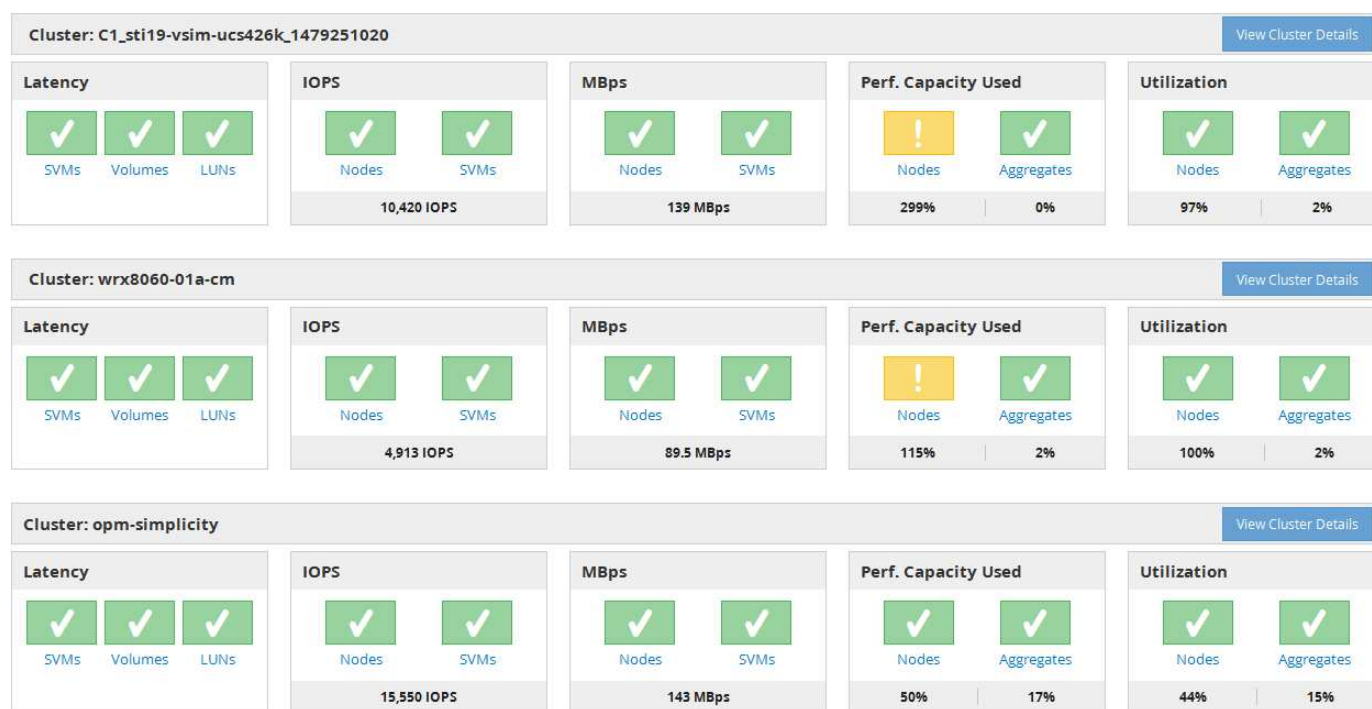 Cluster: C1_sti19-vsim-ucs426k_1479251020 View Cluster Details
Latency IOPS MBps Perf. Capacity Used Utilization
SVMs Volumes LUNs Nodes SVMs Nodes SVMs Nodes Aggregates Nodes Aggregates
10,420 IOPS 139 MBps 299% 0% 97% 2%
Cluster: wrx8060-01a-cm View Cluster Details
Latency IOPS MBps Perf. Capacity Used Utilization
SVMs Volumes LUNs Nodes SVMs Nodes SVMs Nodes Aggregates Nodes Aggregates
4,913 IOPS 89.5 MBps 115% 2% 100% 2%
Cluster: opm-simplicity View Cluster Details
Latency IOPS MBps Perf. Capacity Used Utilization
SVMs Volumes LUNs Nodes SVMs Nodes SVMs Nodes Aggregates Nodes Aggregates
15,550 IOPS 143 MBps 50% 17% 44% 15%